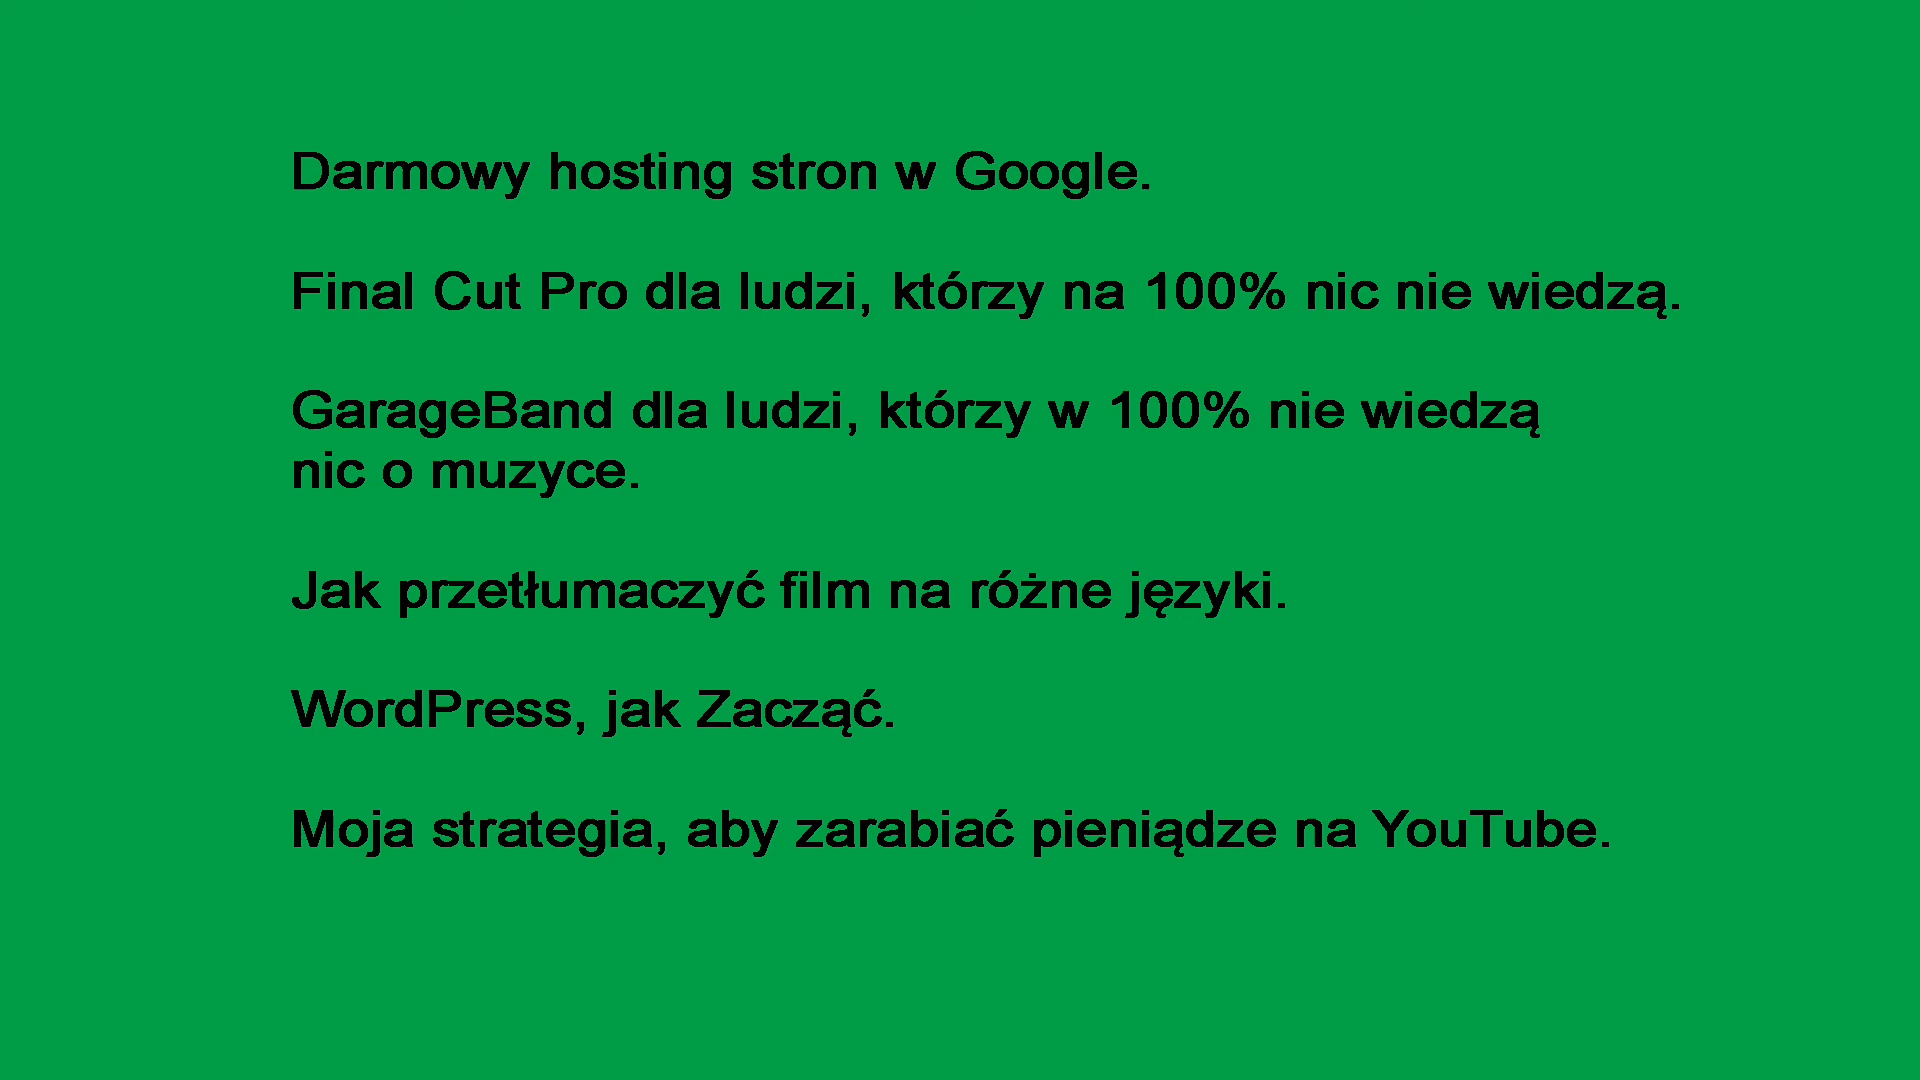 Darmowy hosting stron w Google.
Final Cut Pro dla ludzi, którzy na 100% nic nie wiedzą.
GarageBand dla ludzi, którzy w 100% nie wiedzą
nic o muzyce.
Jak przetłumaczyć film na różne języki.
WordPress, jak Zacząć.
Moja strategia, aby zarabiać pieniądze na YouTube.